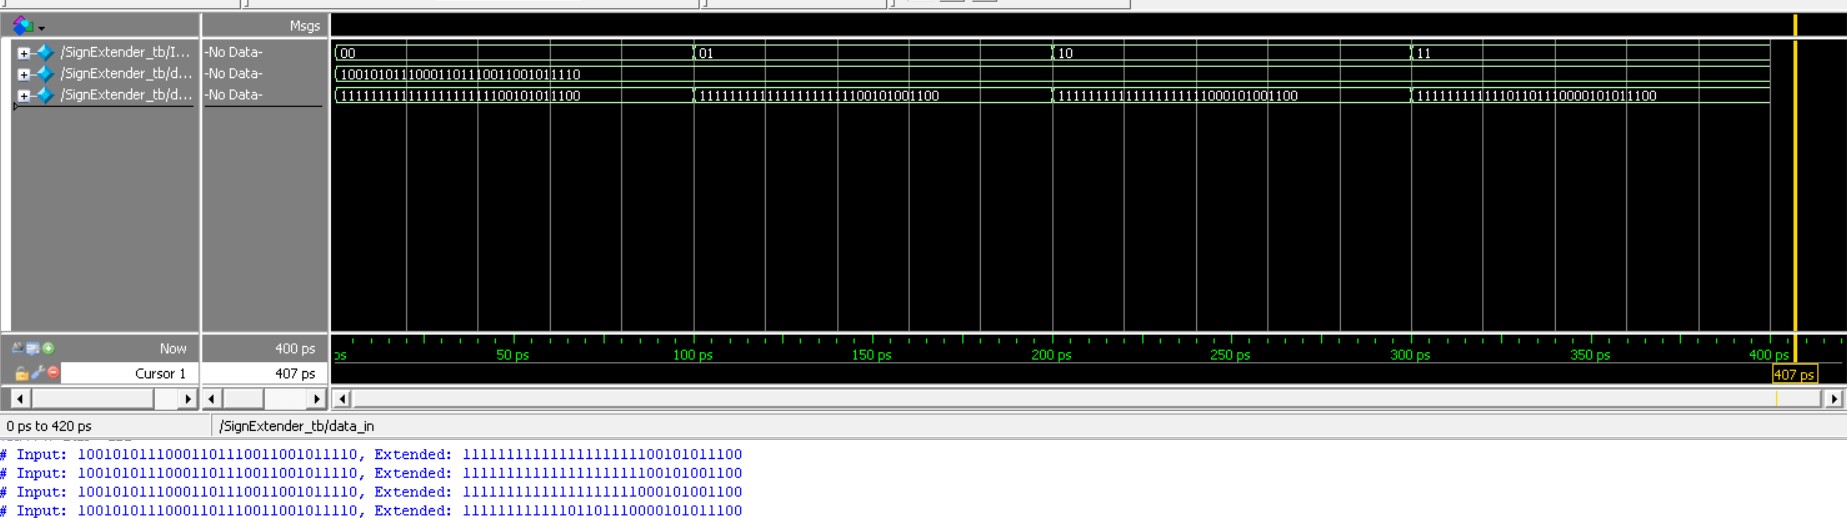 Msgs
/SignExtender_tb/I... -No Data- 00 01 10 11
/SignExtender_tb/d... -No Data- 10010101110001101110011001011110
/SignExtender_tb/d... -No Data- 11111111111111111111100101011100 11111111111111111111100101001100 11111111111111111111000101001100 11111111111101101110000101011100
Now 400 ps ps 50 ps 100 ps 150 ps 200 ps 250 ps 300 ps 350 ps 400 ps
Cursor 1 407 ps 407 ps
0 ps to 420 ps /SignExtender_tb/data_in
# Input: 10010101110001101110011001011110, Extended: 11111111111111111111100101011100
# Input: 10010101110001101110011001011110, Extended: 11111111111111111111100101001100
# Input: 10010101110001101110011001011110, Extended: 11111111111111111111000101001100
# Input: 10010101110001101110011001011110, Extended: 11111111111101101110000101011100